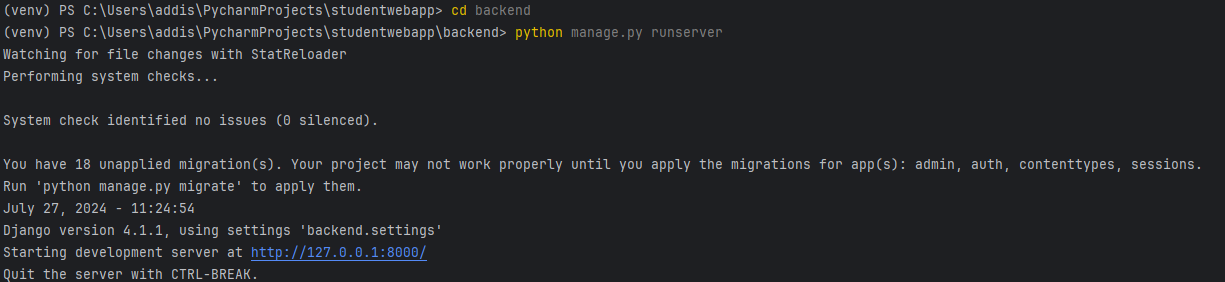 (venv) PS C:\Users\addis\PycharmProjects\studentwebapp> cd backend
(venv) PS C:\Users\addis\PycharmProjects\studentwebapp\backend> python manage.py runserver
Watching for file changes with StatReloader
Performing system checks...
System check identified no issues (0 silenced).
You have 18 unapplied migration(s). Your project may not work properly until you apply the migrations for app(s): admin, auth, contenttypes, sessions.
Run 'python manage.py migrate' to apply them.
July 27, 2024 - 11:24:54
Django version 4.1.1, using settings 'backend.settings'
Starting development server at http://127.0.0.1:8000/
Quit the server with CTRL-BREAK.